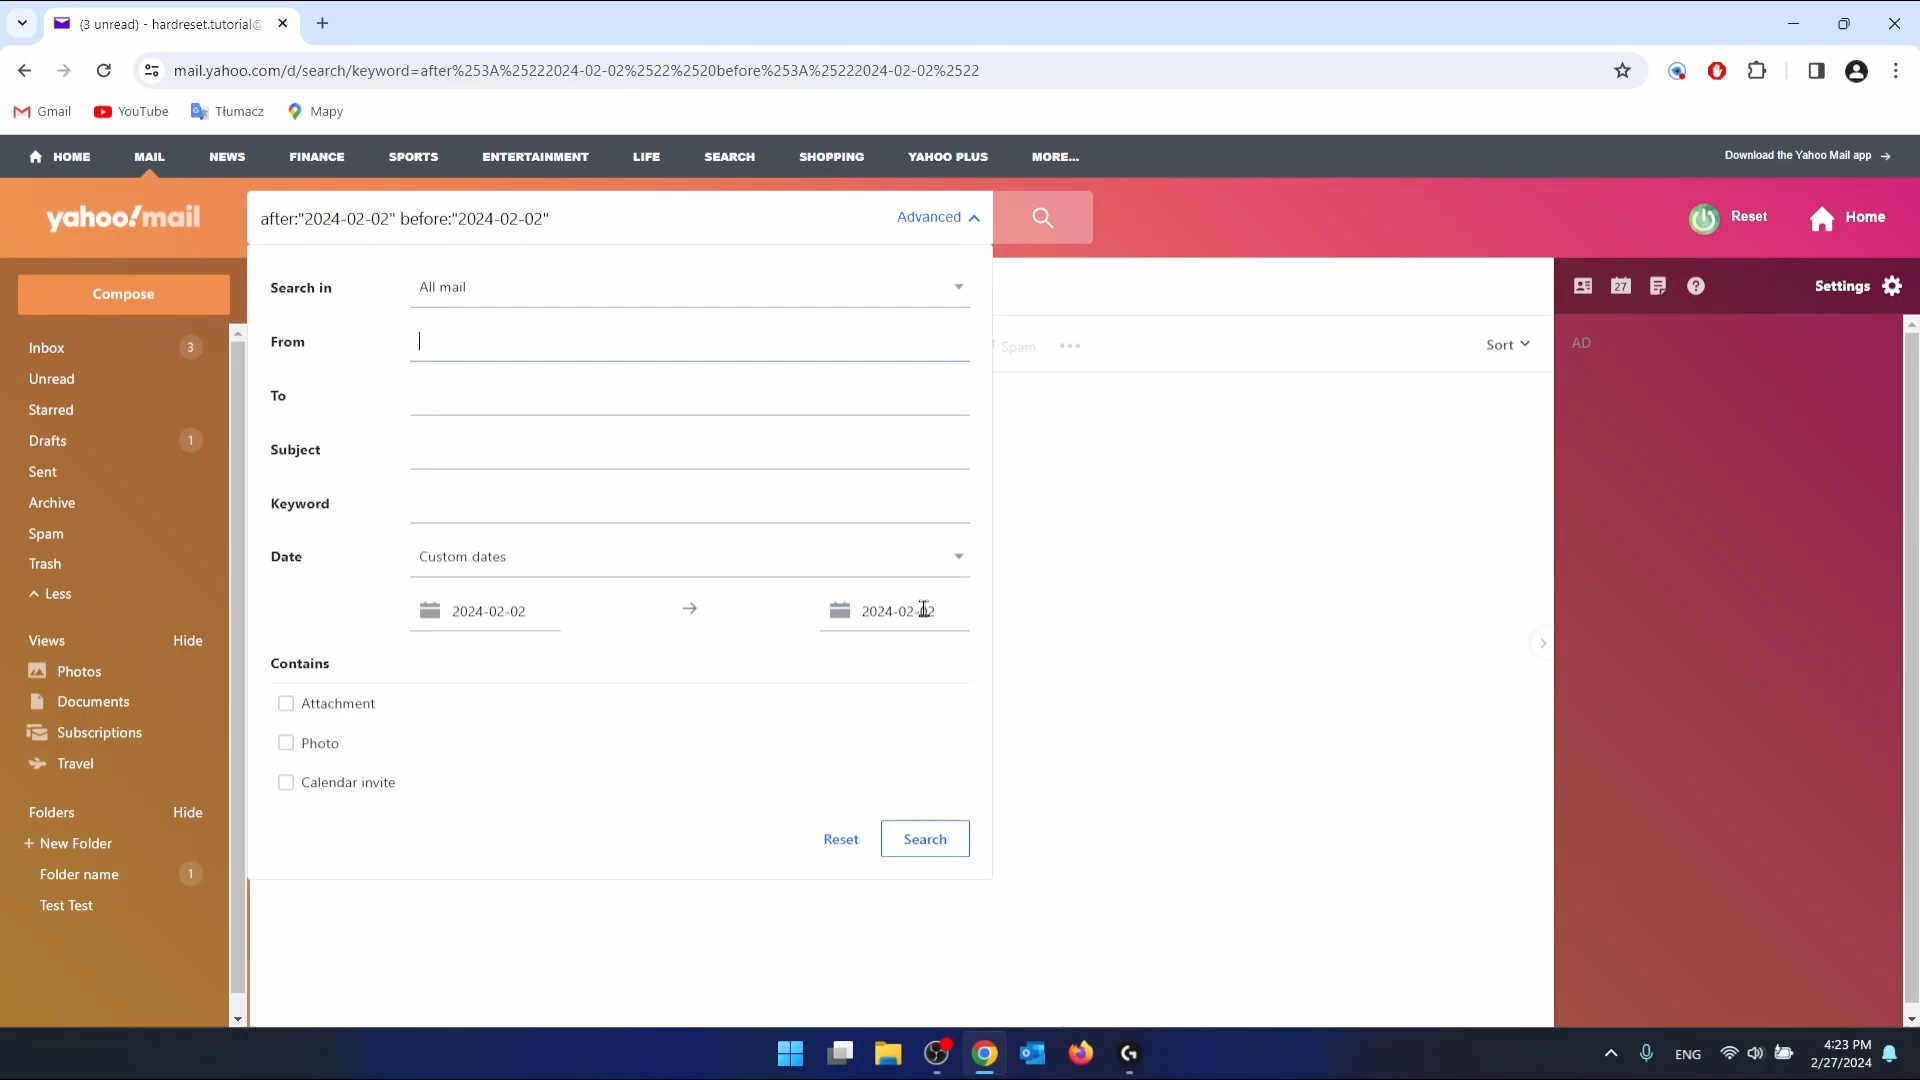 (3 unread) - hardreset.tutorial@
mail.yahoo.com/d/search/keyword=after%253A%25222024-02-02%2522%2520before%253A%25222024-02-02%2522
Gmail YouTube Tłumacz Mapy
HOME MAIL NEWS FINANCE SPORTS ENTERTAINMENT LIFE SEARCH SHOPPING YAHOO PLUS MORE... Download the Yahoo Mail app →
yahoo!mail after:"2024-02-02" before:"2024-02-02" Advanced Reset Home
Compose
Search in All mail
27 Settings
From
Spam ••• Sort
AD
To
Subject
Keyword
Date Custom dates
2024-02-02 → 2024-02-02
Contains
Attachment
Photo
Calendar invite
Reset Search
Inbox 3
Unread
Starred
Drafts 1
Sent
Archive
Spam
Trash
Less
Views Hide
Photos
Documents
Subscriptions
Travel
Folders Hide
+ New Folder
Folder name 1
Test Test
ENG 4:23 PM
2/27/2024